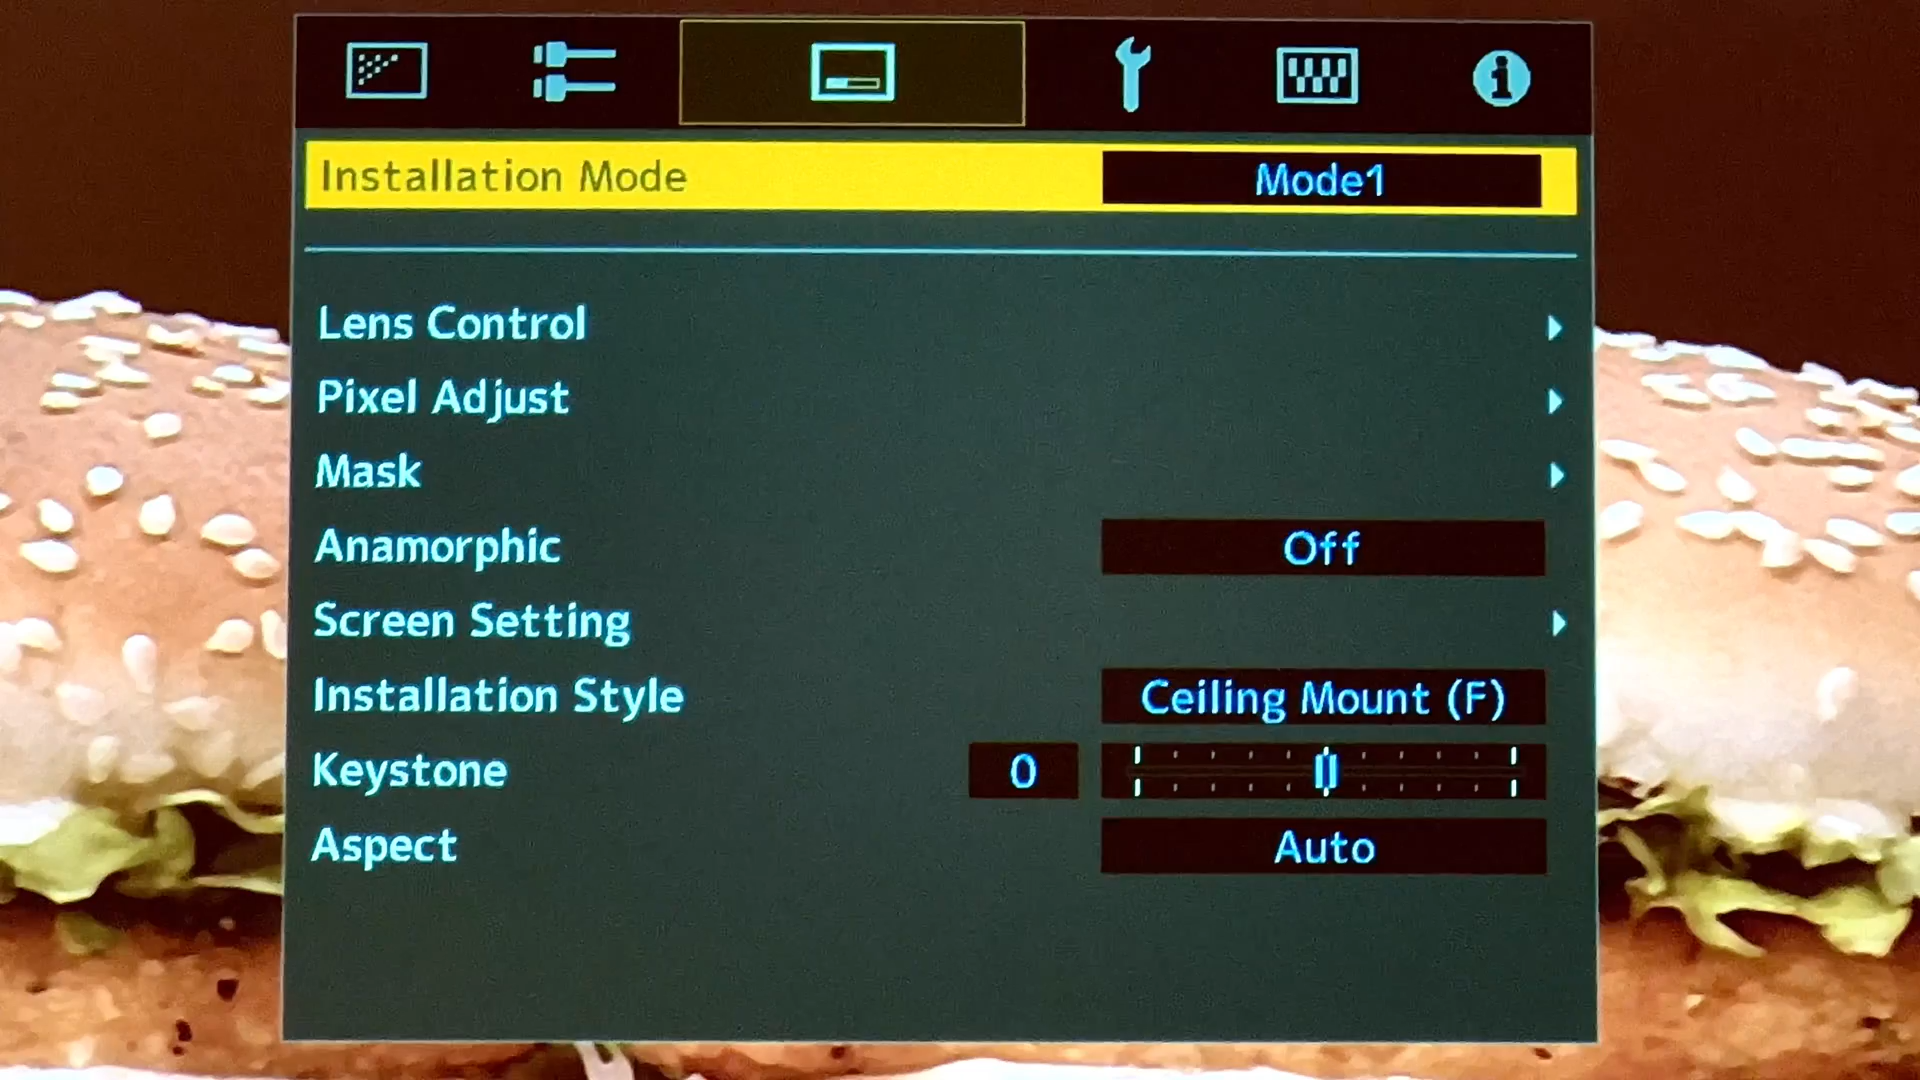 Installation Mode Mode1
Lens Control
Pixel Adjust
Mask
Anamorphic Off
Screen Setting
Installation Style Ceiling Mount (F)
Keystone 0
Aspect Auto